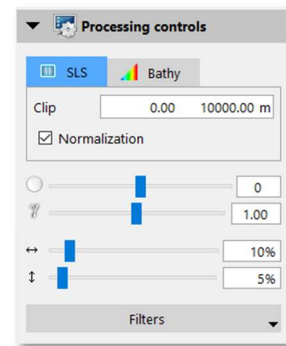 Processing controls
SLS Bathy
Clip 0.00 10000.00 m
Normalization
0
1.00
10%
5%
Filters